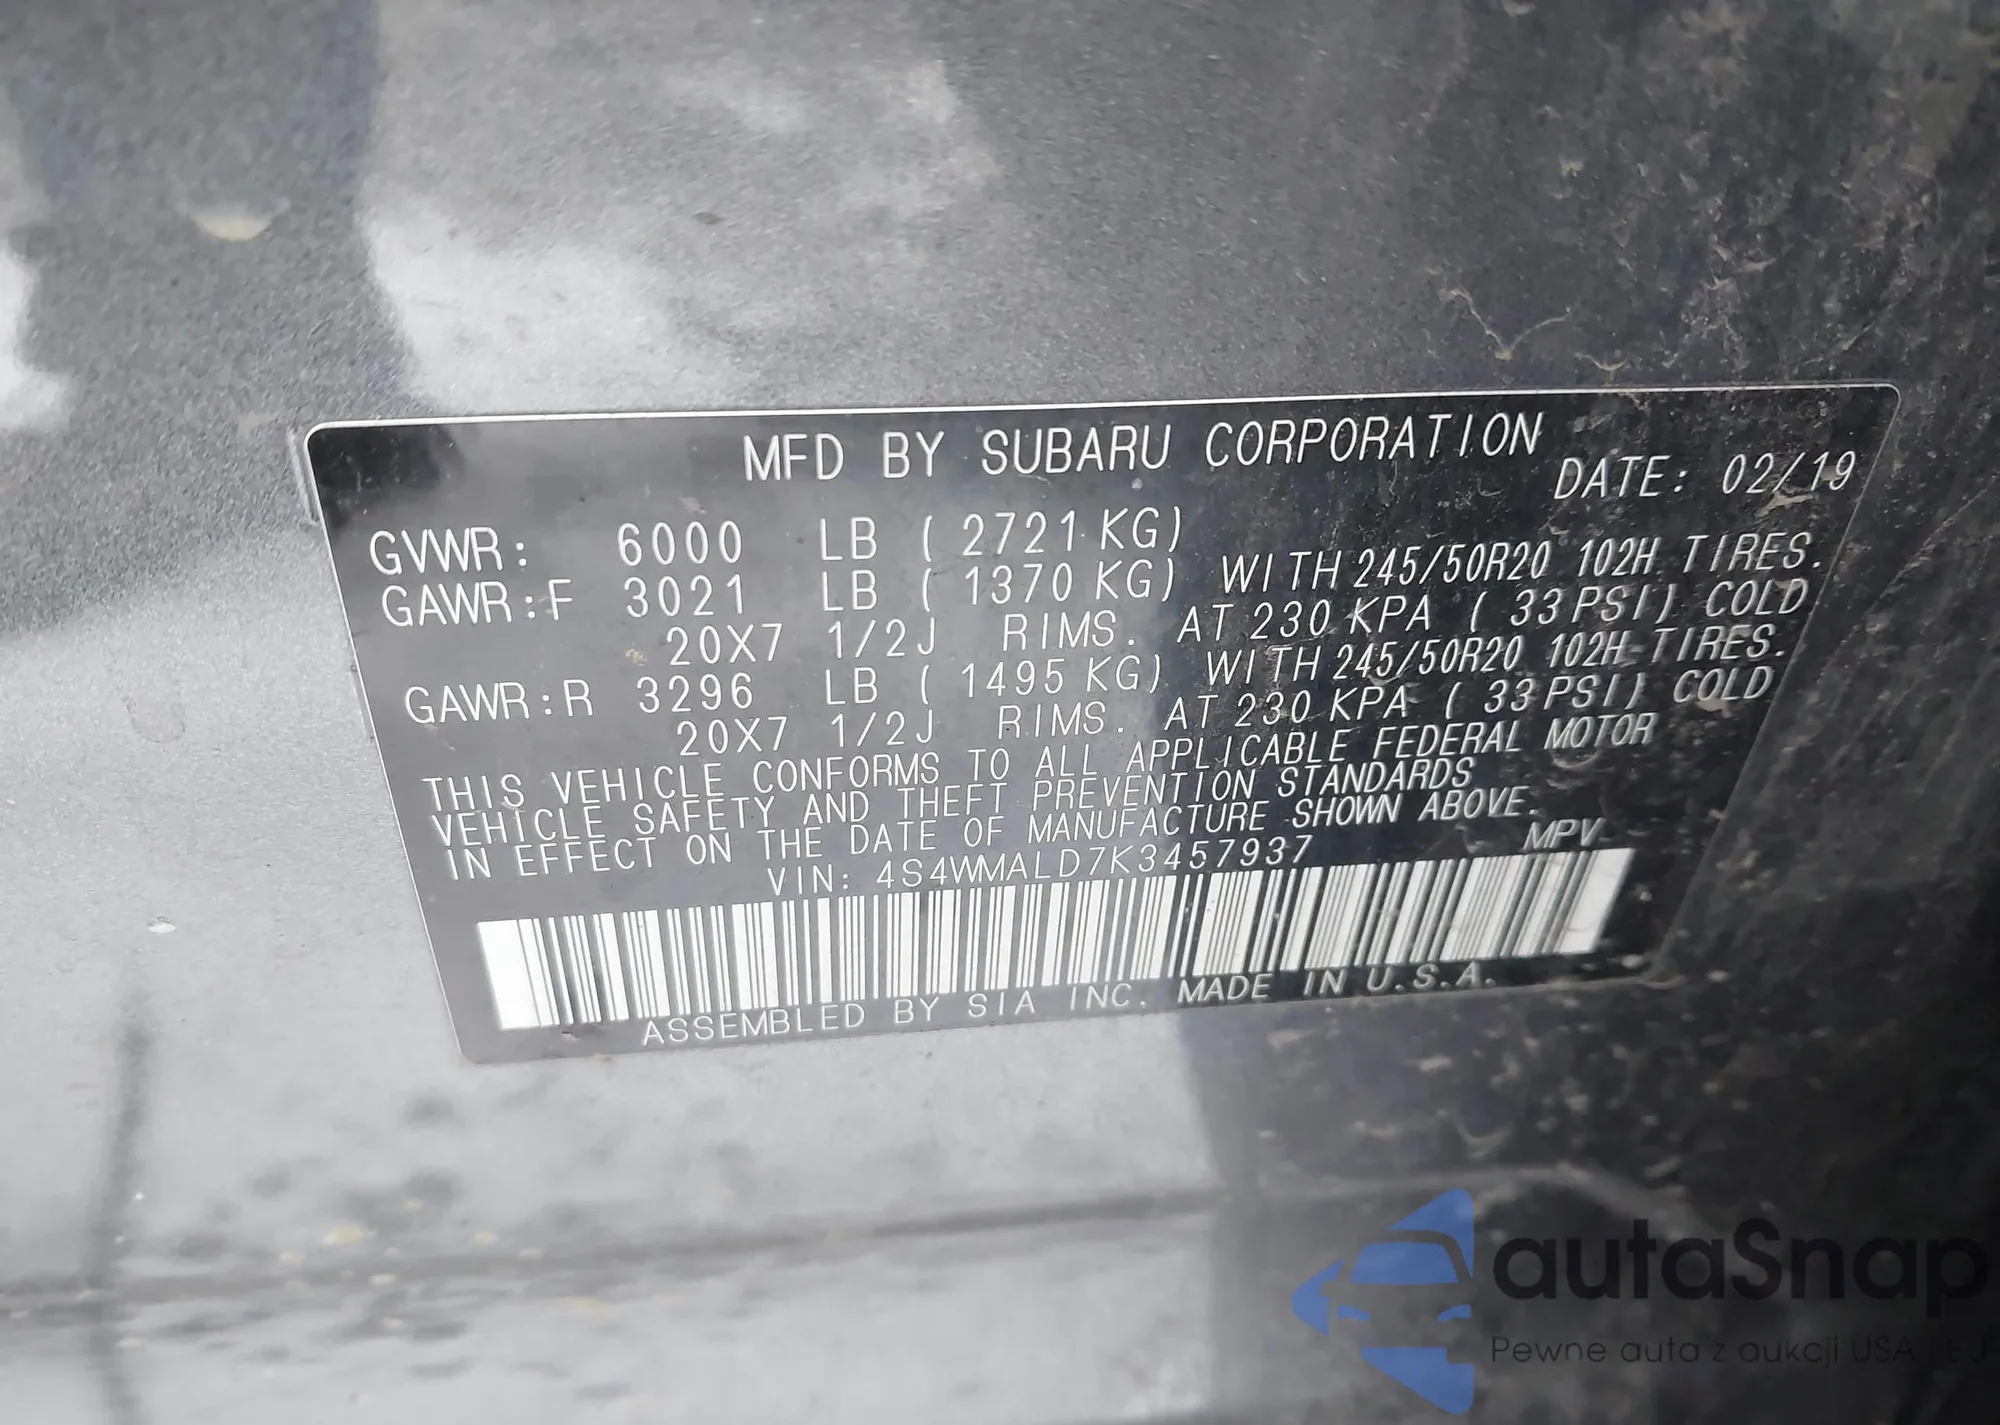 MFD BY SUBARU CORPORATION
DATE: 02/19
GVWR: 6000 LB ( 2721 KG)
GAWR:F 3021 LB ( 1370 KG) WITH 245/50R20 102H TIRES.
20X7 1/2J RIMS. AT 230 KPA ( 33 PSI) COLD
GAWR:R 3296 LB ( 1495 KG) WITH 245/50R20 102H TIRES.
20X7 1/2J RIMS. AT 230 KPA ( 33 PSI) COLD
THIS VEHICLE CONFORMS TO ALL APPLICABLE FEDERAL MOTOR
VEHICLE SAFETY AND THEFT PREVENTION STANDARDS
IN EFFECT ON THE DATE OF MANUFACTURE SHOWN ABOVE.
VIN: 4S4WMALD7K3457937 MPV
ASSEMBLED BY SIA INC. MADE IN U.S.A.
autaSnap
Pewne auta z aukcji USA